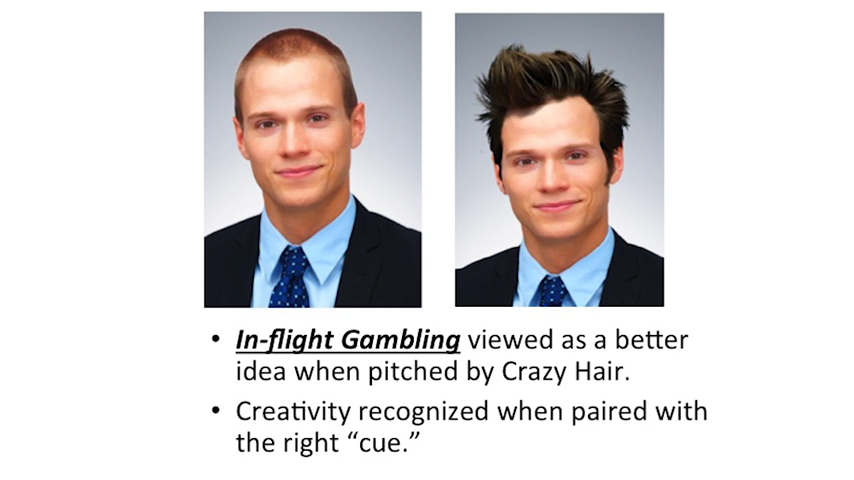 • In-flight Gambling viewed as a better
idea when pitched by Crazy Hair.
• Creativity recognized when paired with
the right “cue.”